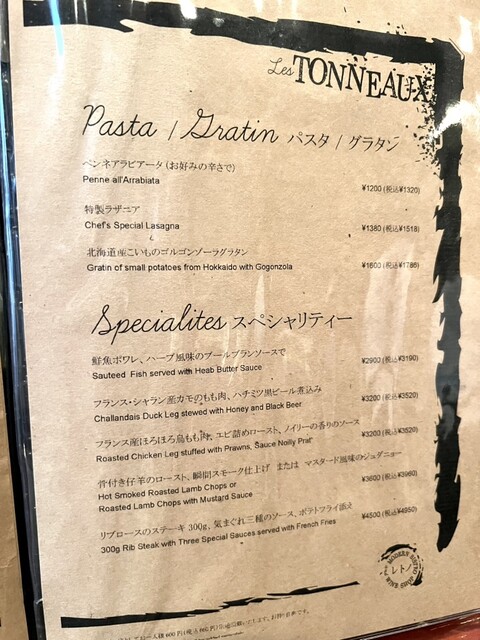 Les TONNEAUX
Pasta / Gratin パスタ / グラタン
ペンネアラビアータ (お好みの辛さで)
Penne all'Arrabiata
¥1200 (税込¥1320)
特製ラザニア
Chef's Special Lasagna
¥1380 (税込¥1518)
北海道産こいものゴルゴンゾーラグラタン
Gratin of small potatoes from Hokkaido with Gogonzola
¥1600 (税込¥1786)
Specialites スペシャリティー
鮮魚ポワレ、ハーブ風味のブールブランソースで
Sauteed Fish served with Heab Butter Sauce
¥2900 (税込¥3190)
フランス・シャラン産カモのもも肉、ハチミツ黒ビール煮込み
Challandais Duck Leg stewed with Honey and Black Beer
¥3200 (税込¥3520)
フランス産ほろほろ鳥もも肉、エビ詰めロースト、ノイリーの香りのソース
Roasted Chicken Leg stuffed with Prawns, Sauce Noilly Prat
¥3200 (税込¥3520)
骨付き仔羊のロースト、瞬間スモーク仕上げ または マスタード風味のジュダニョー
Hot Smoked Roasted Lamb Chops or
Roasted Lamb Chops with Mustard Sauce
¥3600 (税込¥3960)
リブロースのステーキ 300g、気まぐれ三種のソース、ポテトフライ添え
300g Rib Steak with Three Special Sauces served with French Fries
¥4500 (税込¥4950)
MODERN BISTRO
レトノ